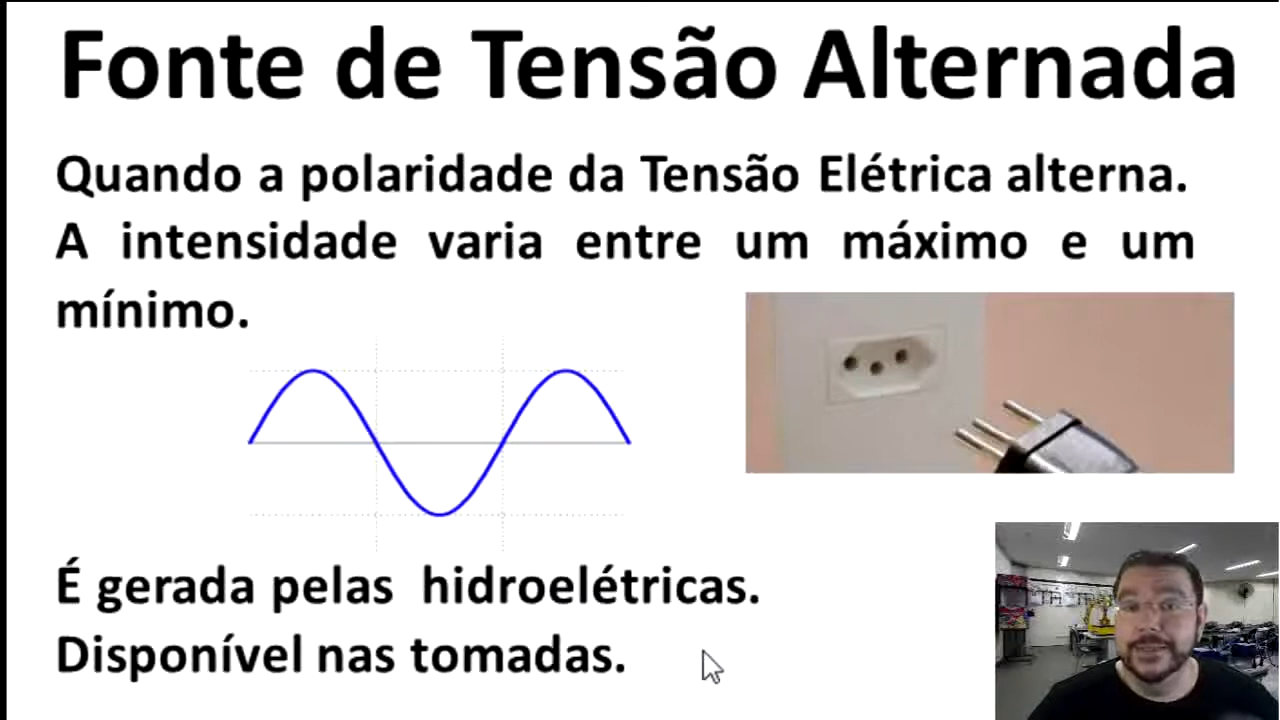 Fonte de Tensão Alternada
Quando a polaridade da Tensão Elétrica alterna.
A intensidade varia entre um máximo e um
mínimo.
É gerada pelas hidroelétricas.
Disponível nas tomadas.